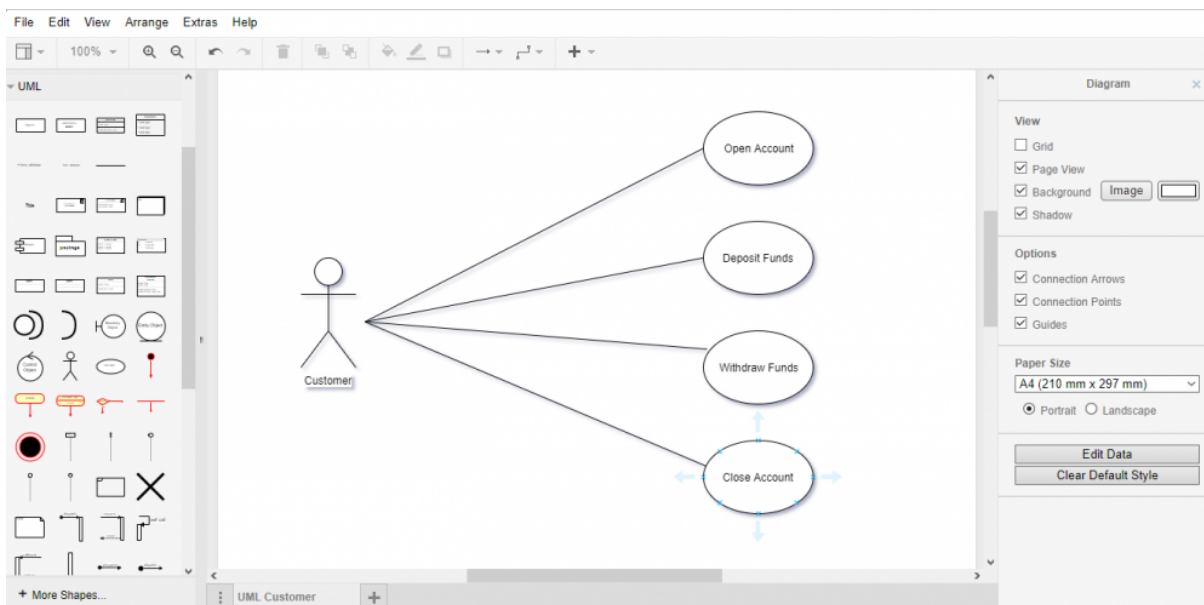 File Edit View Arrange Extras Help
100%
UML
Title
package
Open Account
Deposit Funds
Withdraw Funds
Close Account
Customer
+ More Shapes...
UML Customer
Diagram
View
Grid
Page View
Background Image
Shadow
Options
Connection Arrows
Connection Points
Guides
Paper Size
A4 (210 mm x 297 mm)
Portrait Landscape
Edit Data
Clear Default Style